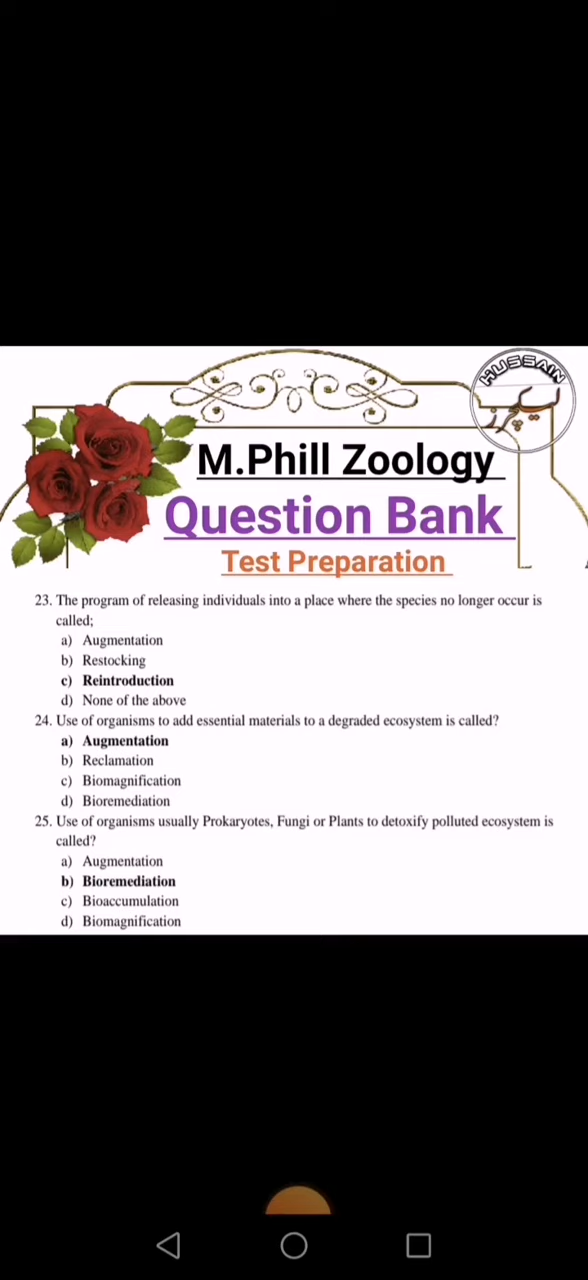 HUSSAIN
لیکچرز
M.Phill Zoology
Question Bank
Test Preparation
23. The program of releasing individuals into a place where the species no longer occur is
called;
a) Augmentation
b) Restocking
c) Reintroduction
d) None of the above
24. Use of organisms to add essential materials to a degraded ecosystem is called?
a) Augmentation
b) Reclamation
c) Biomagnification
d) Bioremediation
25. Use of organisms usually Prokaryotes, Fungi or Plants to detoxify polluted ecosystem is
called?
a) Augmentation
b) Bioremediation
c) Bioaccumulation
d) Biomagnification